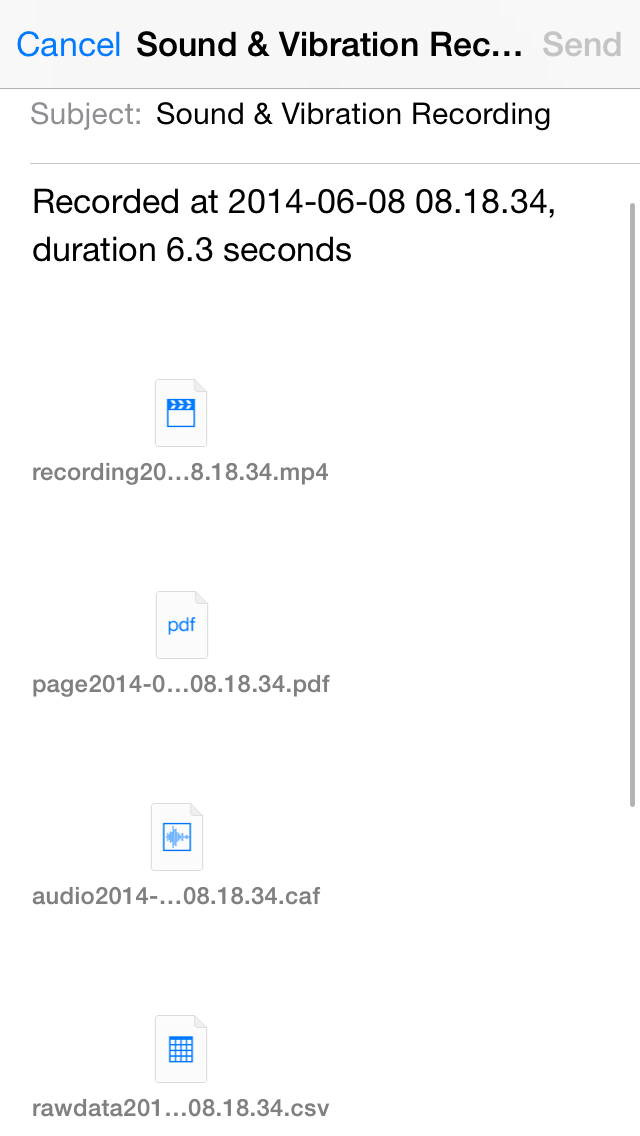 Cancel Sound & Vibration Rec... Send
Subject: Sound & Vibration Recording
Recorded at 2014-06-08 08.18.34,
duration 6.3 seconds
recording20...8.18.34.mp4
pdf
page2014-0...08.18.34.pdf
audio2014-...08.18.34.caf
rawdata201...08.18.34.csv